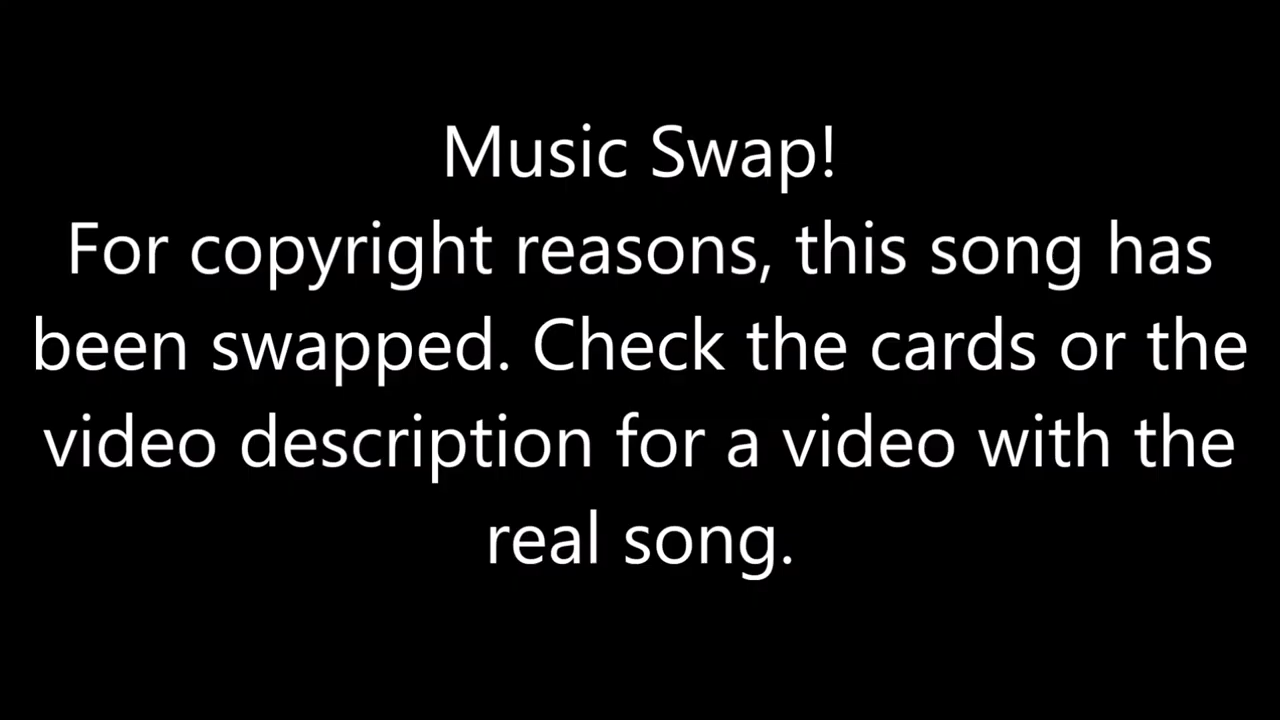 Music Swap!
For copyright reasons, this song has
been swapped. Check the cards or the
video description for a video with the
real song.